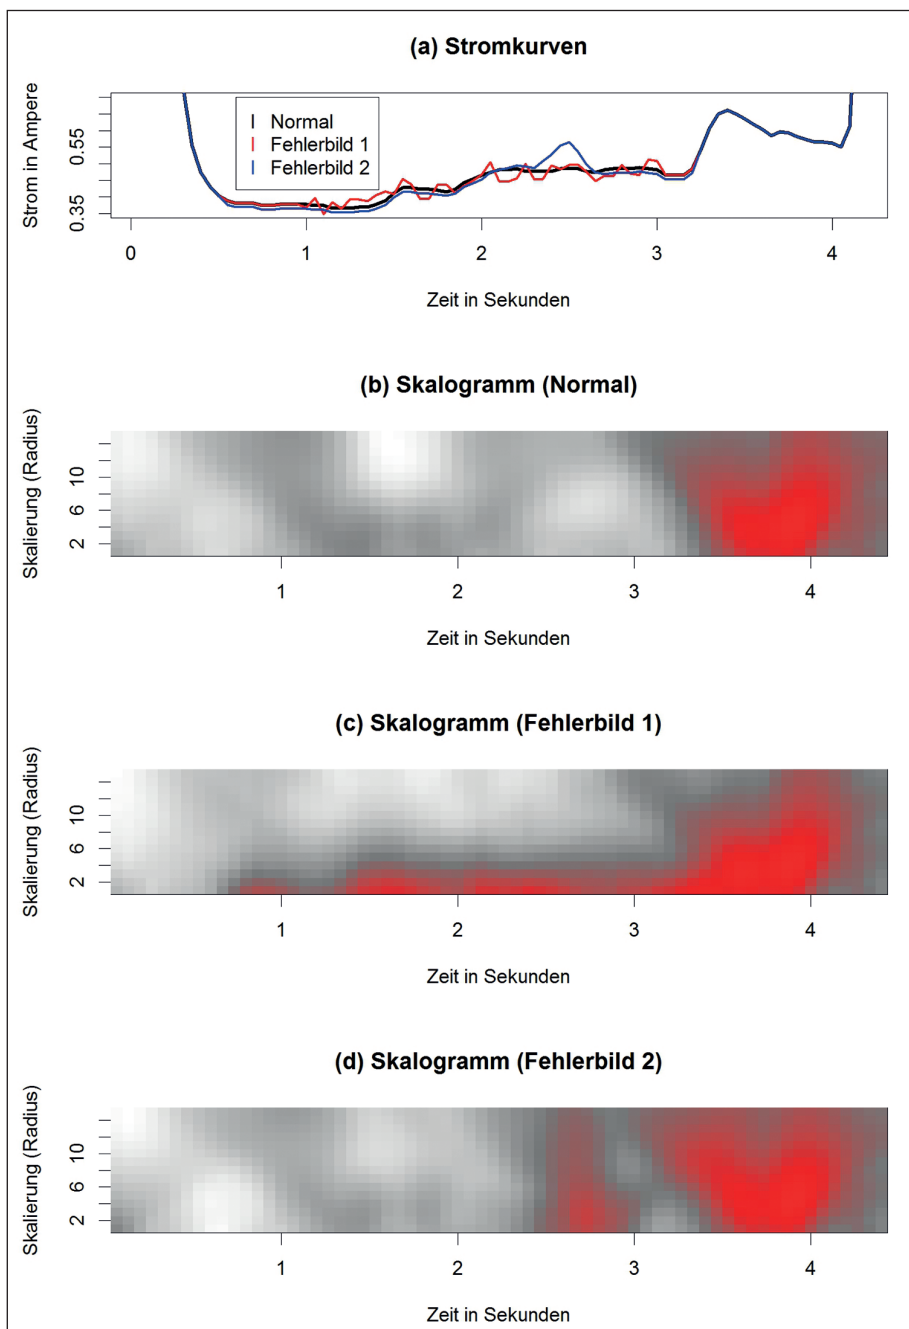 (a) Stromkurven
Strom in Ampere
0.35 0.55
Normal
Fehlerbild 1
Fehlerbild 2
0 1 2 3 4
Zeit in Sekunden
(b) Skalogramm (Normal)
Skalierung (Radius)
2 6 10
1 2 3 4
Zeit in Sekunden
(c) Skalogramm (Fehlerbild 1)
Skalierung (Radius)
2 6 10
1 2 3 4
Zeit in Sekunden
(d) Skalogramm (Fehlerbild 2)
Skalierung (Radius)
2 6 10
1 2 3 4
Zeit in Sekunden